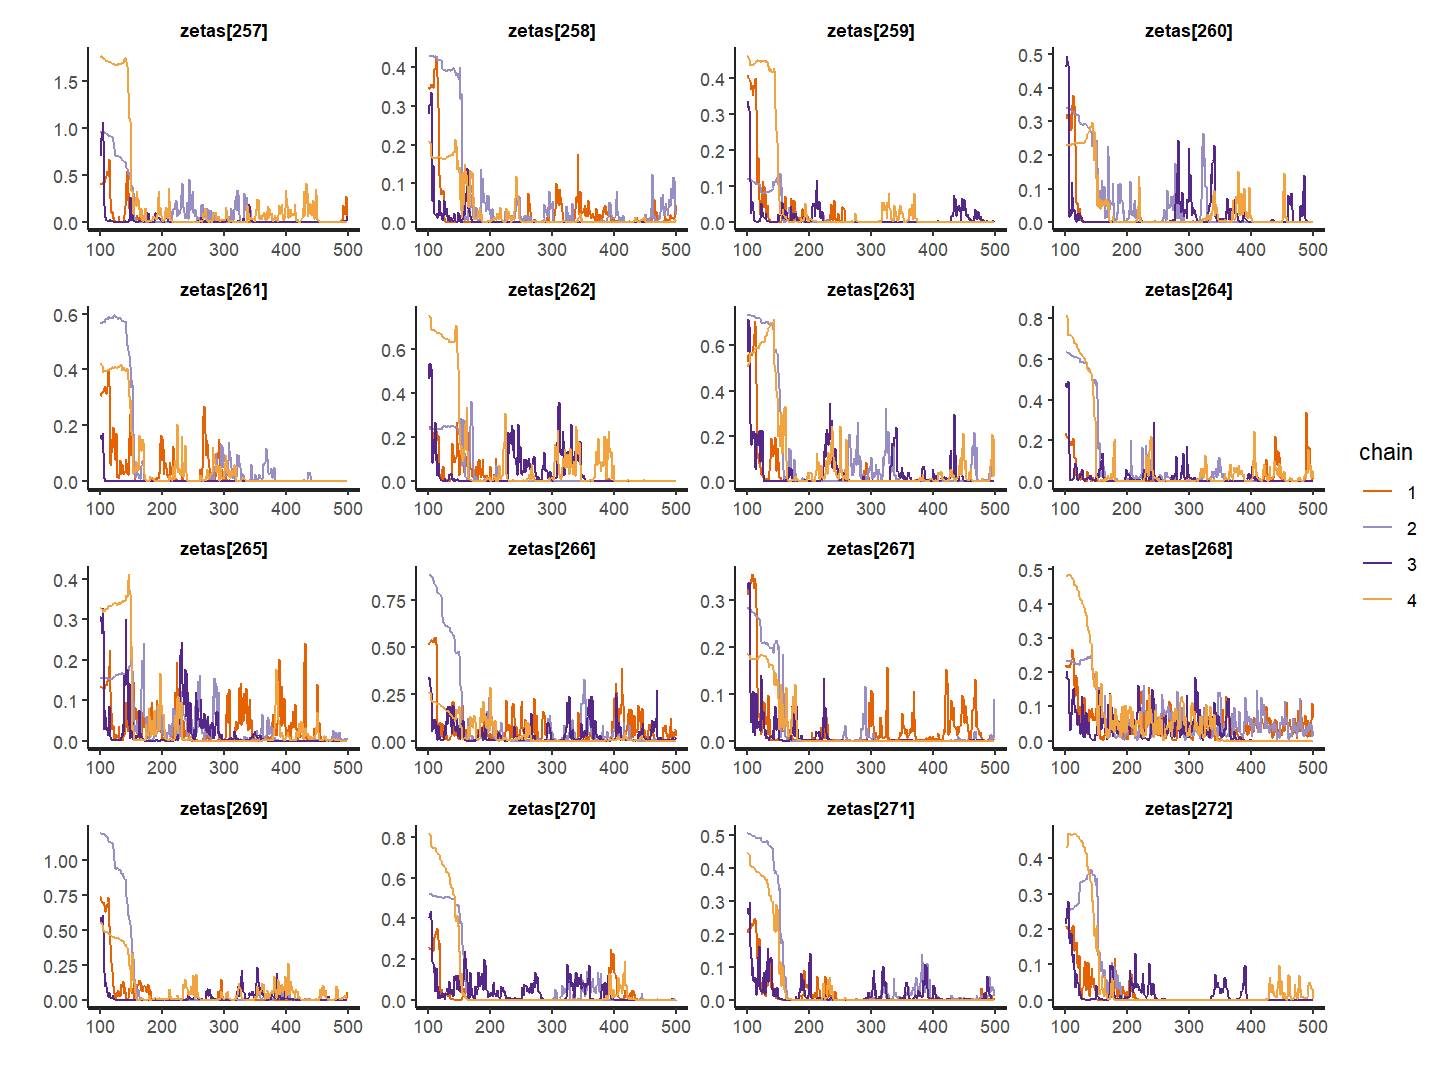 zetas[257] zetas[258] zetas[259] zetas[260]
1.5 1.0 0.5 0.0
0.4 0.3 0.2 0.1 0.0
0.4 0.3 0.2 0.1 0.0
0.5 0.4 0.3 0.2 0.1 0.0
100 200 300 400 500 100 200 300 400 500 100 200 300 400 500 100 200 300 400 500
zetas[261] zetas[262] zetas[263] zetas[264]
0.6 0.4 0.2 0.0
0.6 0.4 0.2 0.0
0.6 0.4 0.2 0.0
0.8 0.6 0.4 0.2 0.0
100 200 300 400 500 100 200 300 400 500 100 200 300 400 500 100 200 300 400 500
zetas[265] zetas[266] zetas[267] zetas[268]
0.4 0.3 0.2 0.1 0.0
0.75 0.50 0.25 0.00
0.3 0.2 0.1 0.0
0.5 0.4 0.3 0.2 0.1 0.0
100 200 300 400 500 100 200 300 400 500 100 200 300 400 500 100 200 300 400 500
zetas[269] zetas[270] zetas[271] zetas[272]
1.00 0.75 0.50 0.25 0.00
0.8 0.6 0.4 0.2 0.0
0.5 0.4 0.3 0.2 0.1 0.0
0.4 0.3 0.2 0.1 0.0
100 200 300 400 500 100 200 300 400 500 100 200 300 400 500 100 200 300 400 500
chain
1
2
3
4